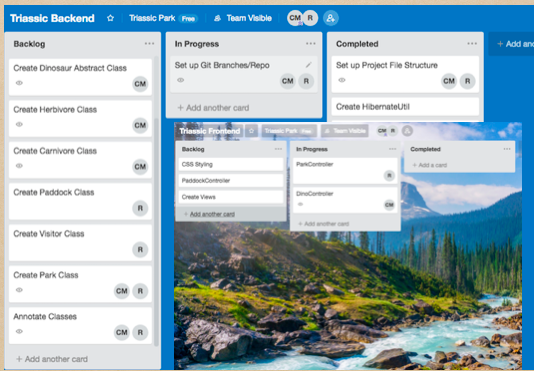 Triassic Backend
Triassic Park Free
Team Visible
CM R
Backlog
Create Dinosaur Abstract Class
CM
Create Herbivore Class
CM
Create Carnivore Class
CM
Create Paddock Class
R
Create Visitor Class
R
Create Park Class
CM R
Annotate Classes
CM R
+ Add another card
In Progress
Set up Git Branches/Repo
CM R
+ Add another card
Completed
Set up Project File Structure
CM R
Create HibernateUtil
+ Add ano
Triassic Frontend
Triassic Park Free
Team Visible
CM R
Backlog
CSS Styling
PaddockController
Create Views
+ Add another card
In Progress
ParkController
R
DinoController
CM
+ Add another card
Completed
+ Add a card